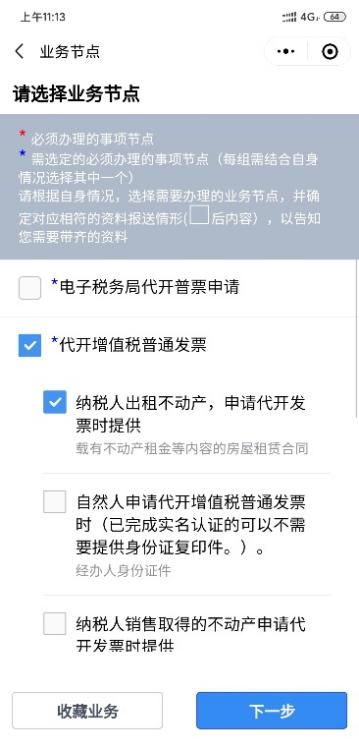 上午11:13
4G
64
业务节点
请选择业务节点
* 必须办理的事项节点
* 需选定的必须办理的事项节点（每组需结合自身
情况选择其中一个）
请根据自身情况，选择需要办理的业务节点，并确
定对应相符的资料报送情形(□后内容），以告知
您需要带齐的资料
*电子税务局代开普票申请
*代开增值税普通发票
纳税人出租不动产，申请代开发
票时提供
载有不动产租金等内容的房屋租赁合同
自然人申请代开增值税普通发票
时（已完成实名认证的可以不需
要提供身份证复印件。）。
经办人身份证件
纳税人销售取得的不动产申请代
开发票时提供
收藏业务
下一步